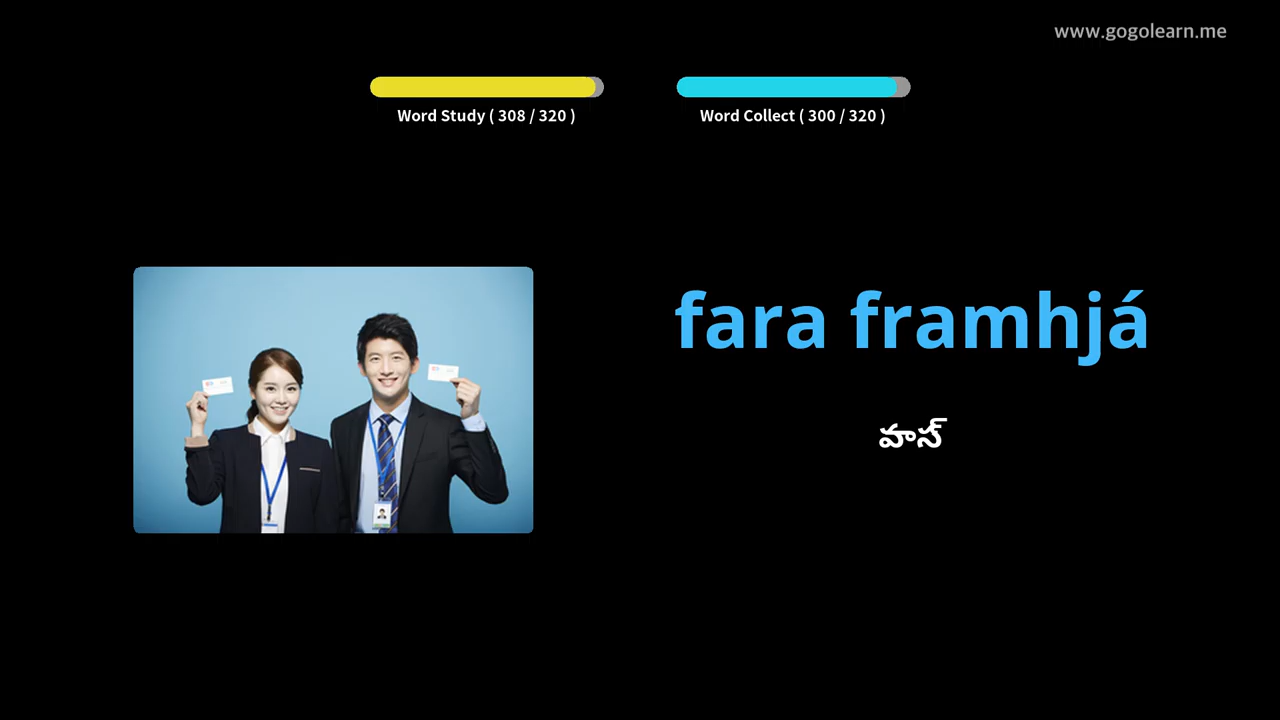 www.gogolearn.me
Word Study ( 308 / 320 )
Word Collect ( 300 / 320 )
fara framhjá
హాస్